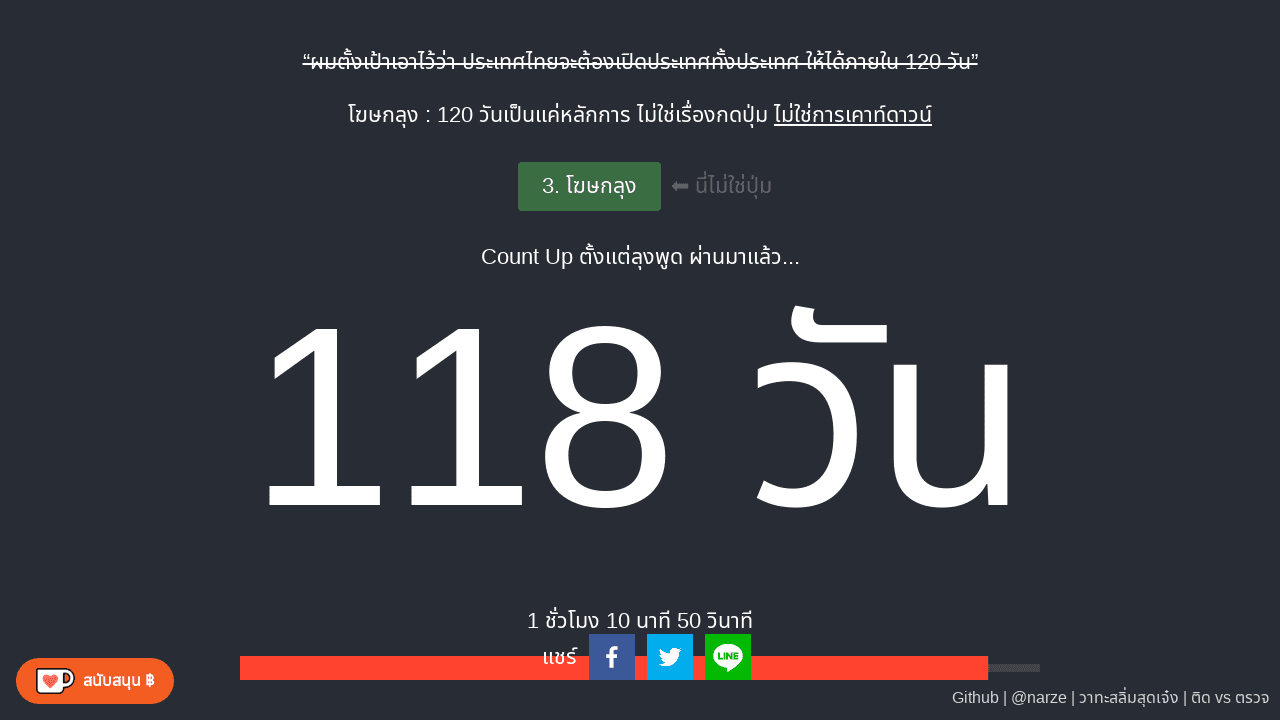 “ผมตั้งเป้าเอาไว้ว่า ประเทศไทยจะต้องเปิดประเทศทั้งประเทศ ให้ได้ภายใน 120 วัน”
โฆษกลุง : 120 วันเป็นแค่หลักการ ไม่ใช่เรื่องกดปุ่ม ไม่ใช่การเคาท์ดาวน์
3. โฆษกลุง ⬅ นี่ไม่ใช่ปุ่ม
Count Up ตั้งแต่ลุงพูด ผ่านมาแล้ว...
118 วัน
1 ชั่วโมง 10 นาที 50 วินาที
แชร์ LINE
สนับสนุน ฿
Github | @narze | วาทะสลิ่มสุดเจ๋ง | ติด vs ตรวจ